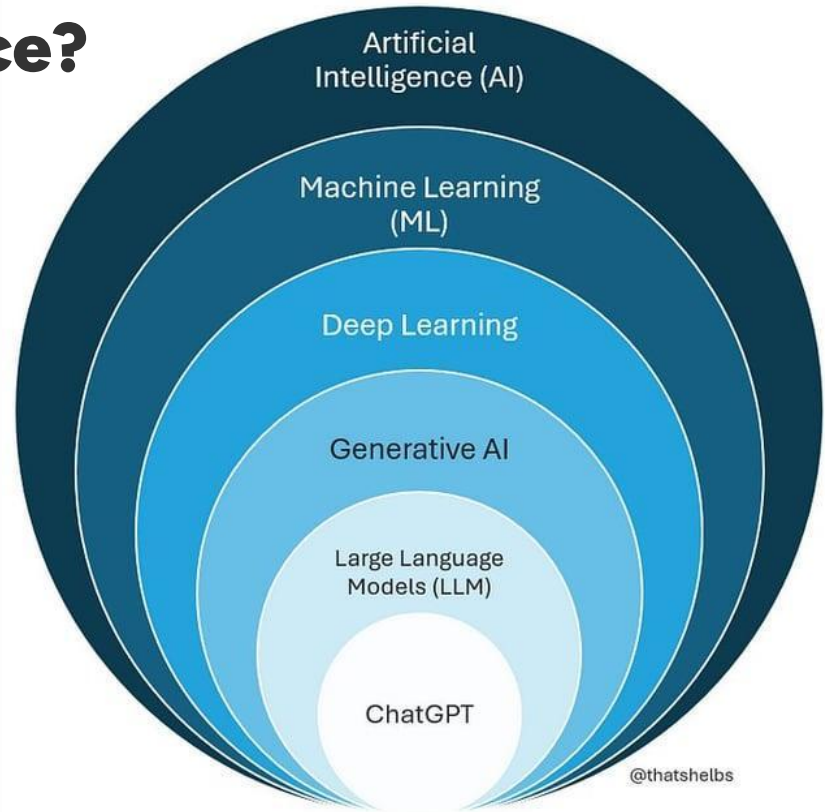 ce?
Artificial
Intelligence (AI)
Machine Learning
(ML)
Deep Learning
Generative AI
Large Language
Models (LLM)
ChatGPT
@thatshelbs